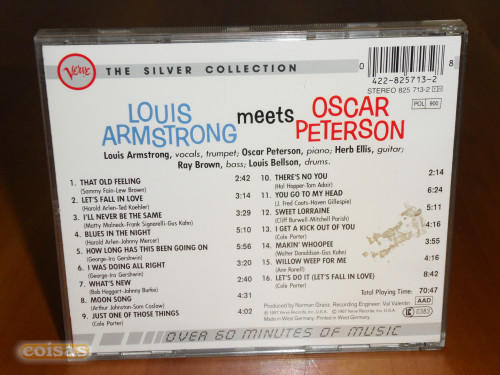 Verve
THE SILVER COLLECTION
0
8
422-825713-2
STEREO 825 713-2
POL 900
LOUIS ARMSTRONG meets OSCAR PETERSON
Louis Armstrong, vocals, trumpet; Oscar Peterson, piano; Herb Ellis, guitar;
Ray Brown, bass; Louis Bellson, drums.
1. THAT OLD FEELING 2:42
(Sammy Fain-Lew Brown)
2. LET'S FALL IN LOVE 3:14
(Harold Arlen-Ted Koehler)
3. I'LL NEVER BE THE SAME 3:29
(Matty Malneck-Frank Signorelli-Gus Kahn)
4. BLUES IN THE NIGHT 5:10
(Harold Arlen-Johnny Mercer)
5. HOW LONG HAS THIS BEEN GOING ON 5:56
(George-Ira Gershwin)
6. I WAS DOING ALL RIGHT 3:20
(George-Ira Gershwin)
7. WHAT'S NEW 2:43
(Bob Haggart-Johnny Burke)
8. MOON SONG 4:31
(Arthur Johnston-Sam Coslow)
9. JUST ONE OF THOSE THINGS 4:02
(Cole Porter)
10. THERE'S NO YOU 2:14
(Hal Hopper-Tom Adair)
11. YOU GO TO MY HEAD 6:24
(J. Fred Coots-Haven Gillespie)
12. SWEET LORRAINE 5:11
(Cliff Burwell-Mitchell Parish)
13. I GET A KICK OUT OF YOU 4:16
(Cole Porter)
14. MAKIN' WHOOPEE 3:55
(Walter Donaldson-Gus Kahn)
15. WILLOW WEEP FOR ME 4:16
(Ann Ronell)
16. LET'S DO IT (LET'S FALL IN LOVE) 8:42
(Cole Porter)
Total Playing Time: 70:47
Produced by Norman Granz. Recording Engineer: Val Valentin
Printed in West Germany.
AAD
OVER 60 MINUTES OF MUSIC
coisas